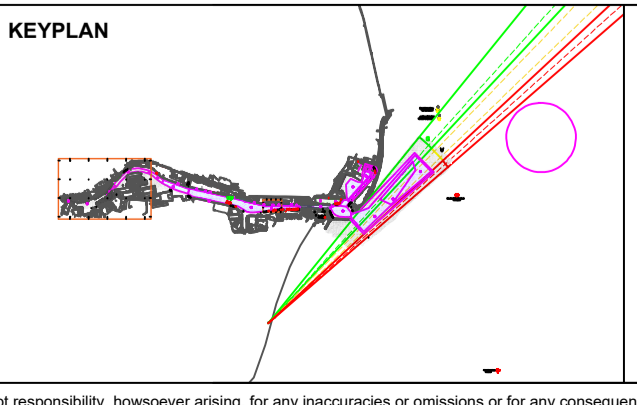 KEYPLAN
ot responsibility, howsoever arising, for any inaccuracies or omissions or for any consequen